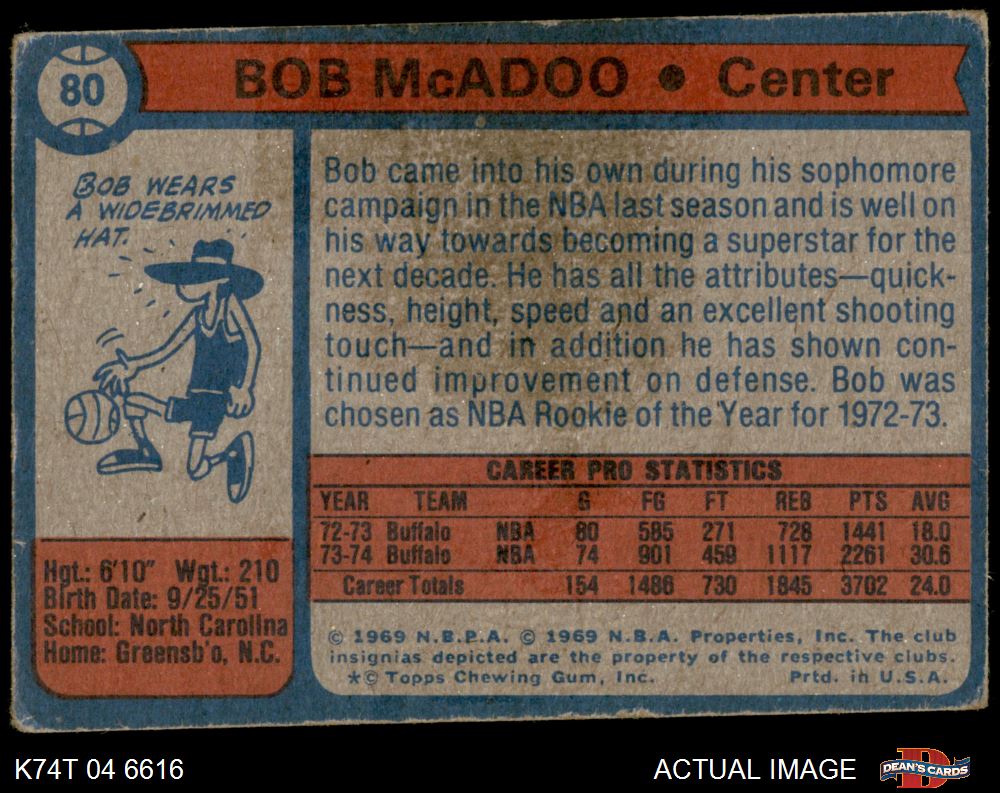 80
BOB McADOO • Center
BOB WEARS
A WIDEBRIMMED
HAT.
Bob came into his own during his sophomore
campaign in the NBA last season and is well on
his way towards becoming a superstar for the
next decade. He has all the attributes—quick-
ness, height, speed and an excellent shooting
touch—and in addition he has shown con-
tinued improvement on defense. Bob was
chosen as NBA Rookie of the Year for 1972-73.
CAREER PRO STATISTICS
YEAR TEAM G FG FT REB PTS AVG
72-73 Buffalo NBA 80 585 271 728 1441 18.0
73-74 Buffalo NBA 74 901 459 1117 2261 30.6
Career Totals 154 1486 730 1845 3702 24.0
Hgt.: 6'10" Wgt.: 210
Birth Date: 9/25/51
School: North Carolina
Home: Greensb'o, N.C.
© 1969 N.B.P.A. © 1969 N.B.A. Properties, Inc. The club
insignias depicted are the property of the respective clubs.
*© Topps Chewing Gum, Inc. Prtd. in U.S.A.
K74T 04 6616
ACTUAL IMAGE
D
DEAN'S CARDS